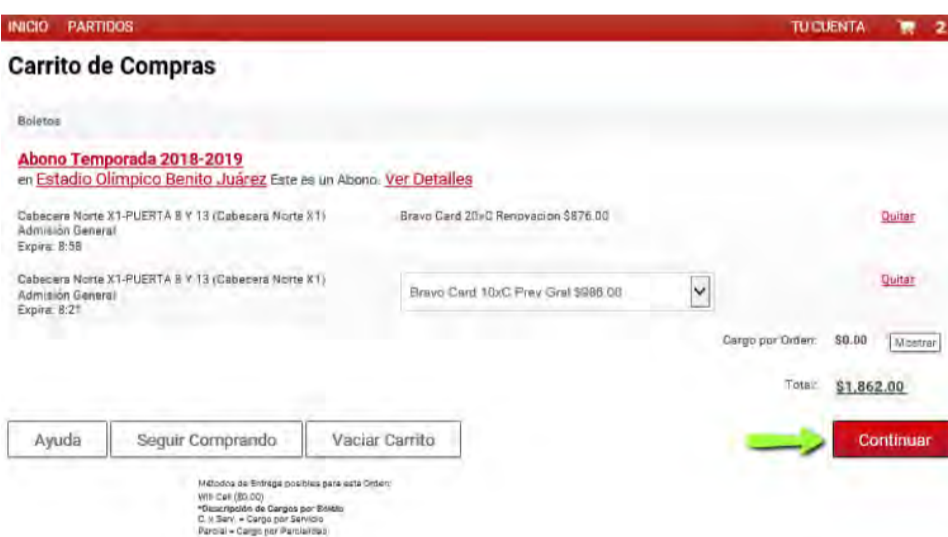 INICIO PARTIDOS TU CUENTA 2
Carrito de Compras
Boletos
Abono Temporada 2018-2019
en Estadio Olímpico Benito Juárez Este es un Abono. Ver Detalles
Cabecera Norte X1-PUERTA 8 Y 13 (Cabecera Norte X1) Bravo Card 20xC Renovacion $876.00 Quitar
Admisión General
Expira: 8:58
Cabecera Norte X1-PUERTA 8 Y 13 (Cabecera Norte X1) Quitar
Admisión General Bravo Card 10xC Prev Gral $986.00
Expira: 8:21
Cargo por Orden: $0.00 Mostrar
Total: $1,862.00
Ayuda Seguir Comprando Vaciar Carrito Continuar
Métodos de Entrega posibles para esta Orden:
Will Call ($0.00)
*Descripción de Cargos por Boleto
C. x Serv. = Cargo por Servicio
Parcial = Cargo por Parcialidad